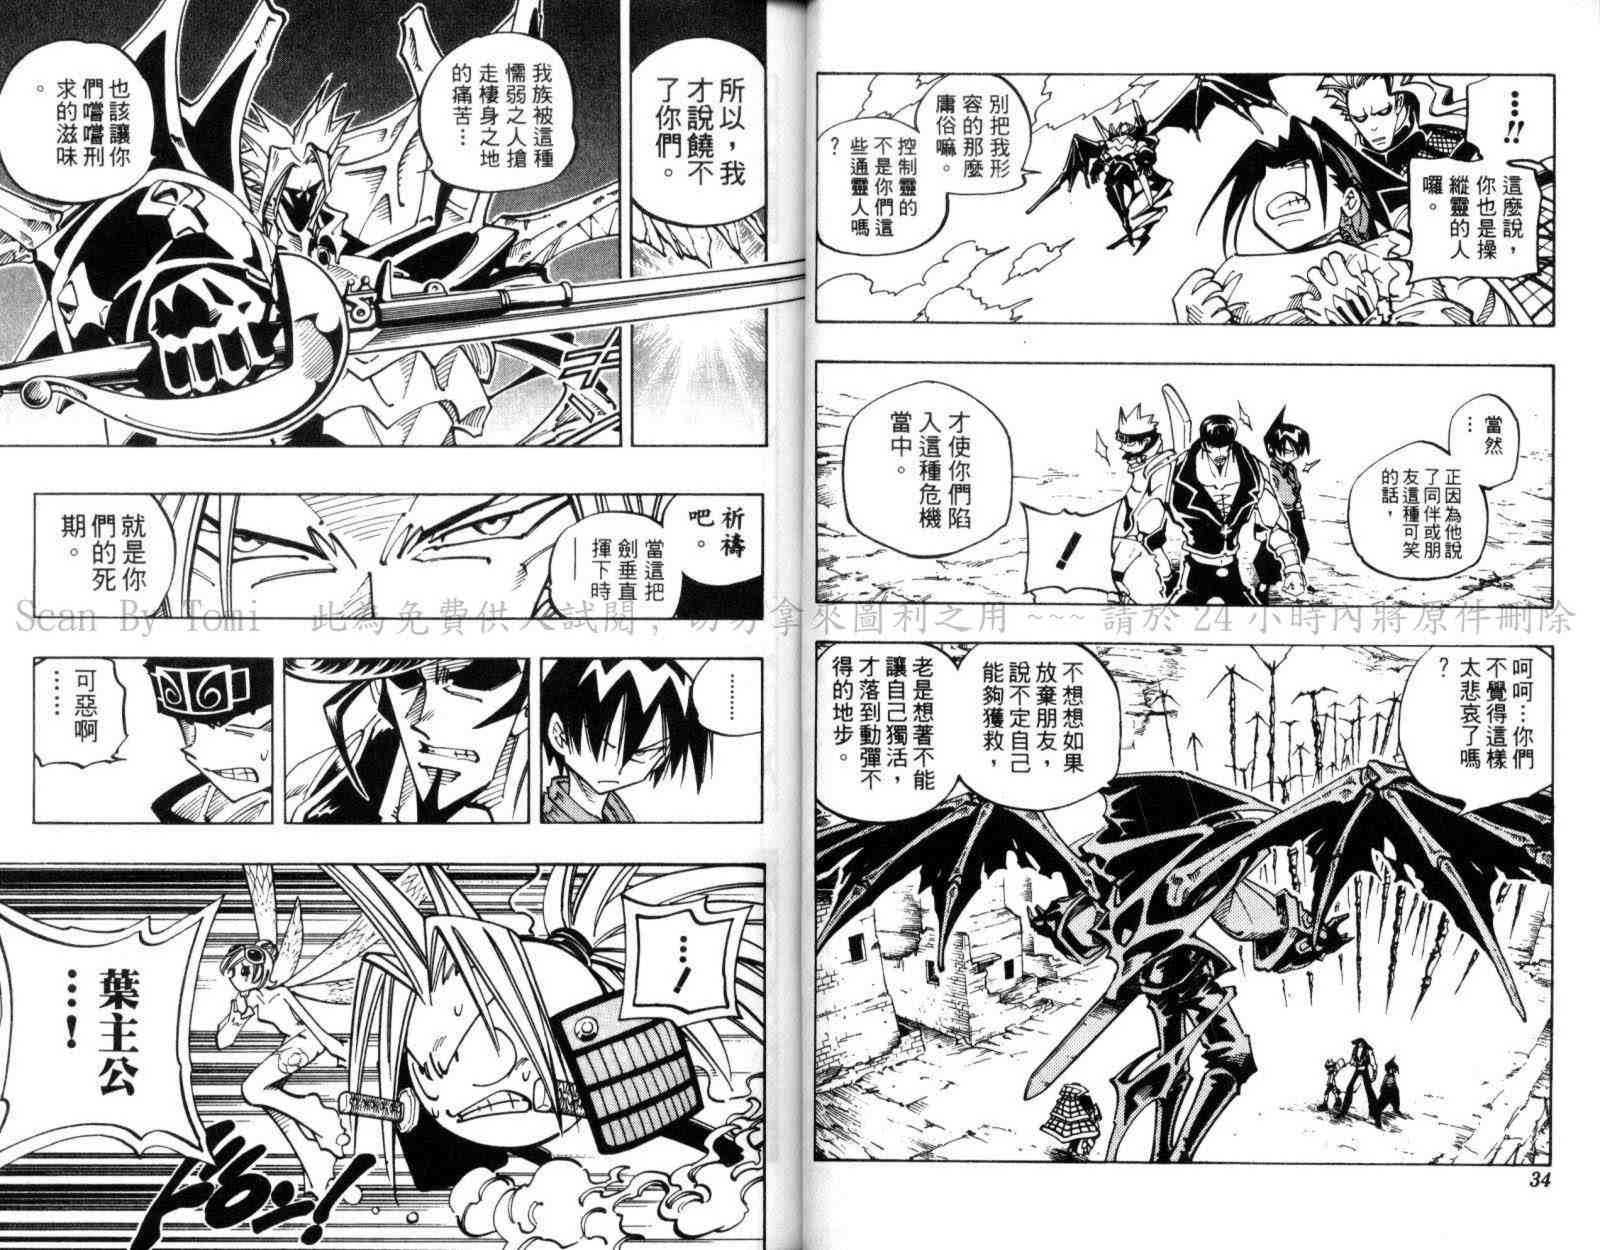 …!!
這麼說，
你也是操
縱靈的人
囉。
別把我形
容的那麼
庸俗嘛。
控制靈的
不是你們這
些通靈人嗎
？
當然
…
正因為他說
了同伴或朋
友這種可笑
的話，
才使你們陷
入這種危機
當中。
！
呵呵…你們
不覺得這樣
太悲哀了嗎
？
不想想如果
放棄朋友，
說不定自己
能夠獲救，
老是想著不能
讓自己獨活，
才落到動彈不
得的地步。
34
所以，我
才說饒不
了你們。
我族被這種
懦弱之人搶
走棲身之地
的痛苦…
也該讓你
們嚐嚐刑
求的滋味
。
祈禱
吧。
當這把
劍垂直
揮下時
—
就是你
們的死
期。
………
可惡啊
……
…！
葉主公
…！
ドン！
Scan By Tomi 此為免費供人試閱，切勿拿來圖利之用 ~~~ 請於 24 小時內將原件刪除